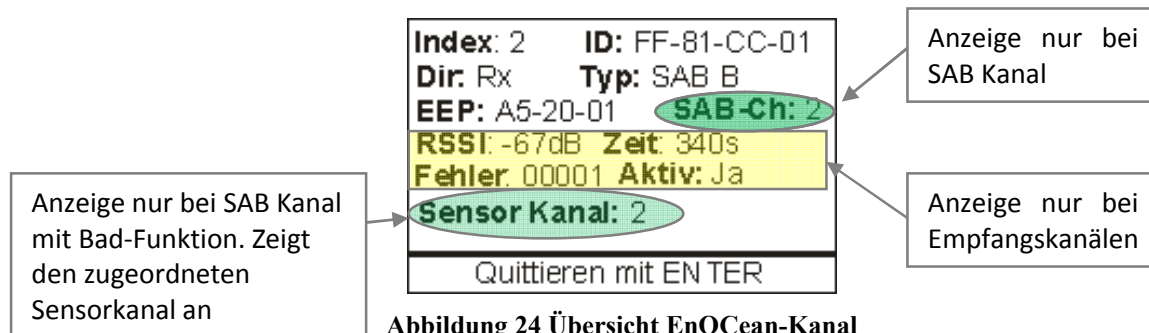 Index: 2 ID: FF-81-CC-01
Dir: Rx Typ: SAB B
EEP: A5-20-01 SAB-Ch: 2
RSSI: -67dB Zeit: 340s
Fehler: 00001 Aktiv: Ja
Sensor Kanal: 2
Quittieren mit ENTER
Anzeige nur bei
SAB Kanal
Anzeige nur bei
Empfangskanälen
Anzeige nur bei SAB Kanal
mit Bad-Funktion. Zeigt
den zugeordneten
Sensorkanal an
Abbildung 24 Übersicht EnOCean-Kanal